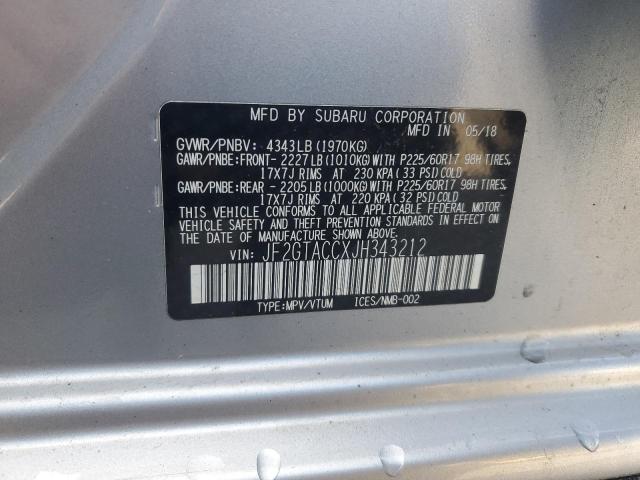 MFD BY SUBARU CORPORATION
MFD IN 05/18
GVWR/PNBV: 4343LB (1970KG)
GAWR/PNBE:FRONT- 2227LB (1010KG) WITH P225/60R17 98H TIRES,
17X7J RIMS AT 230 KPA ( 33 PSI) COLD
GAWR/PNBE:REAR - 2205LB (1000KG) WITH P225/60R17 98H TIRES,
17X7J RIMS AT 220 KPA ( 32 PSI) COLD
THIS VEHICLE CONFORMS TO ALL APPLICABLE FEDERAL MOTOR
VEHICLE SAFETY AND THEFT PREVENTION STANDARDS IN EFFECT
ON THE DATE OF MANUFACTURE SHOWN ABOVE.
VIN: JF2GTACCXJH343212
TYPE:MPV/VTUM ICES/NMB-002